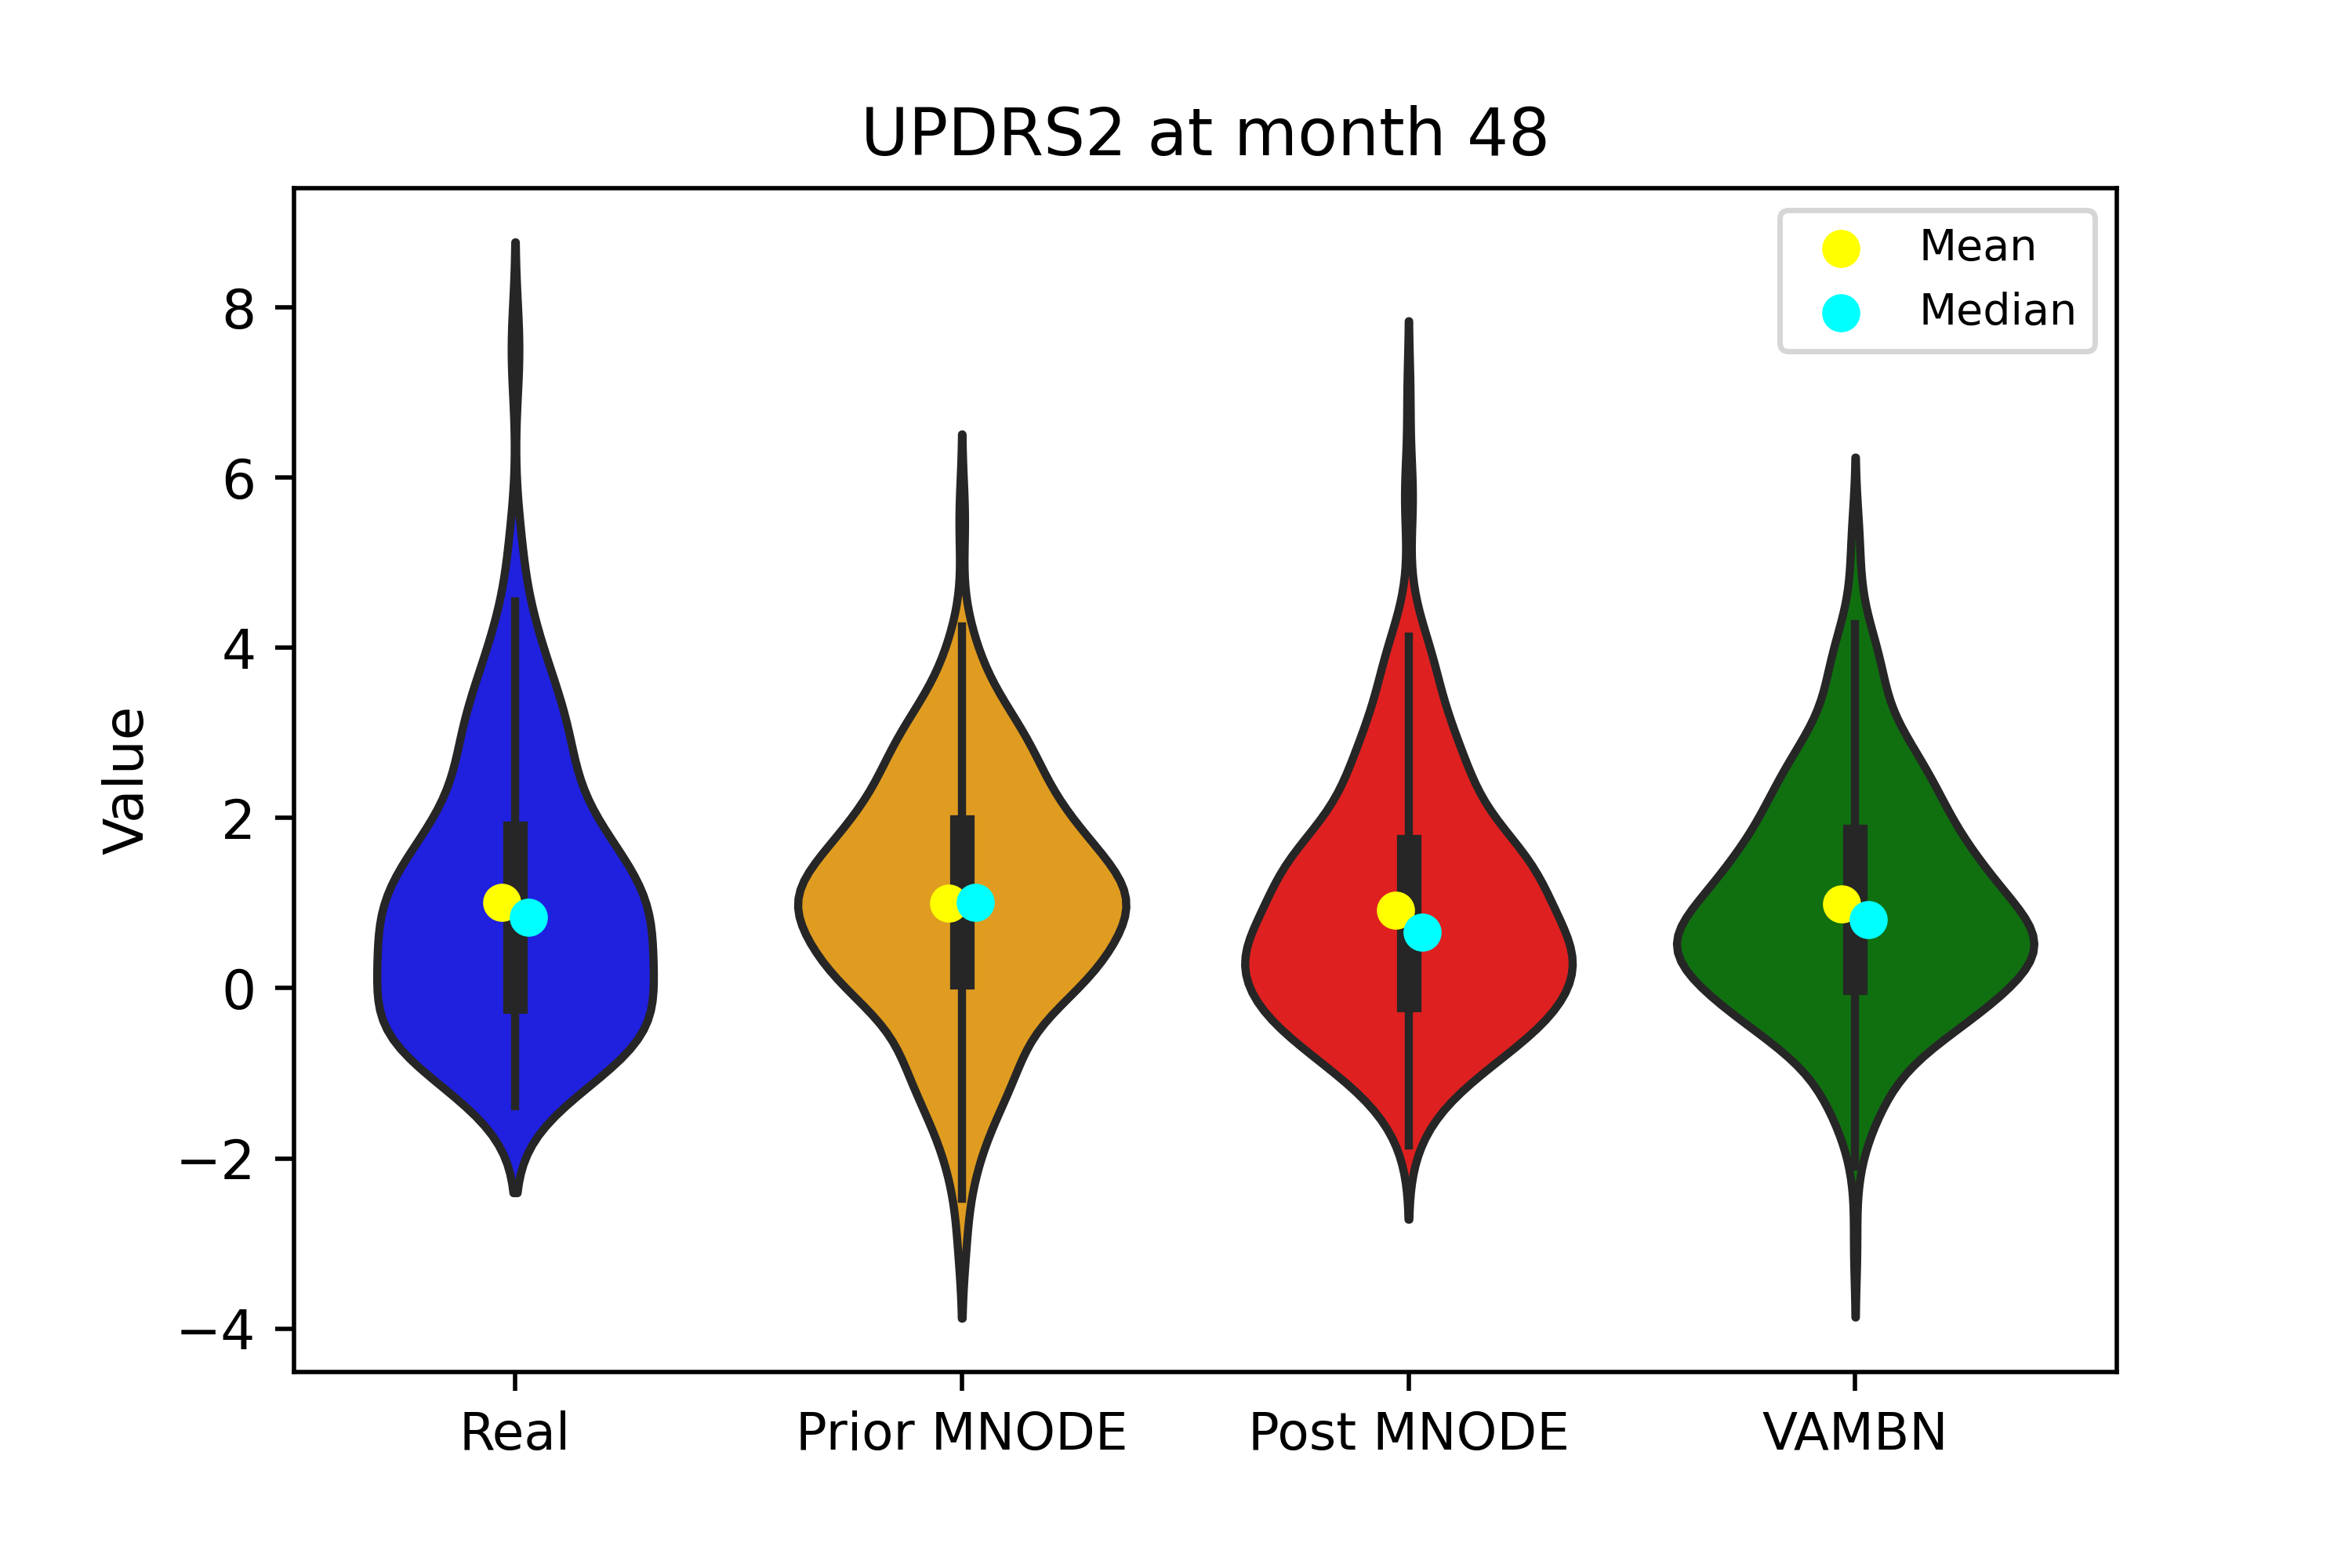 UPDRS2 at month 48
Mean
Median
Value
8
6
4
2
0
−2
−4
Real
Prior MNODE
Post MNODE
VAMBN